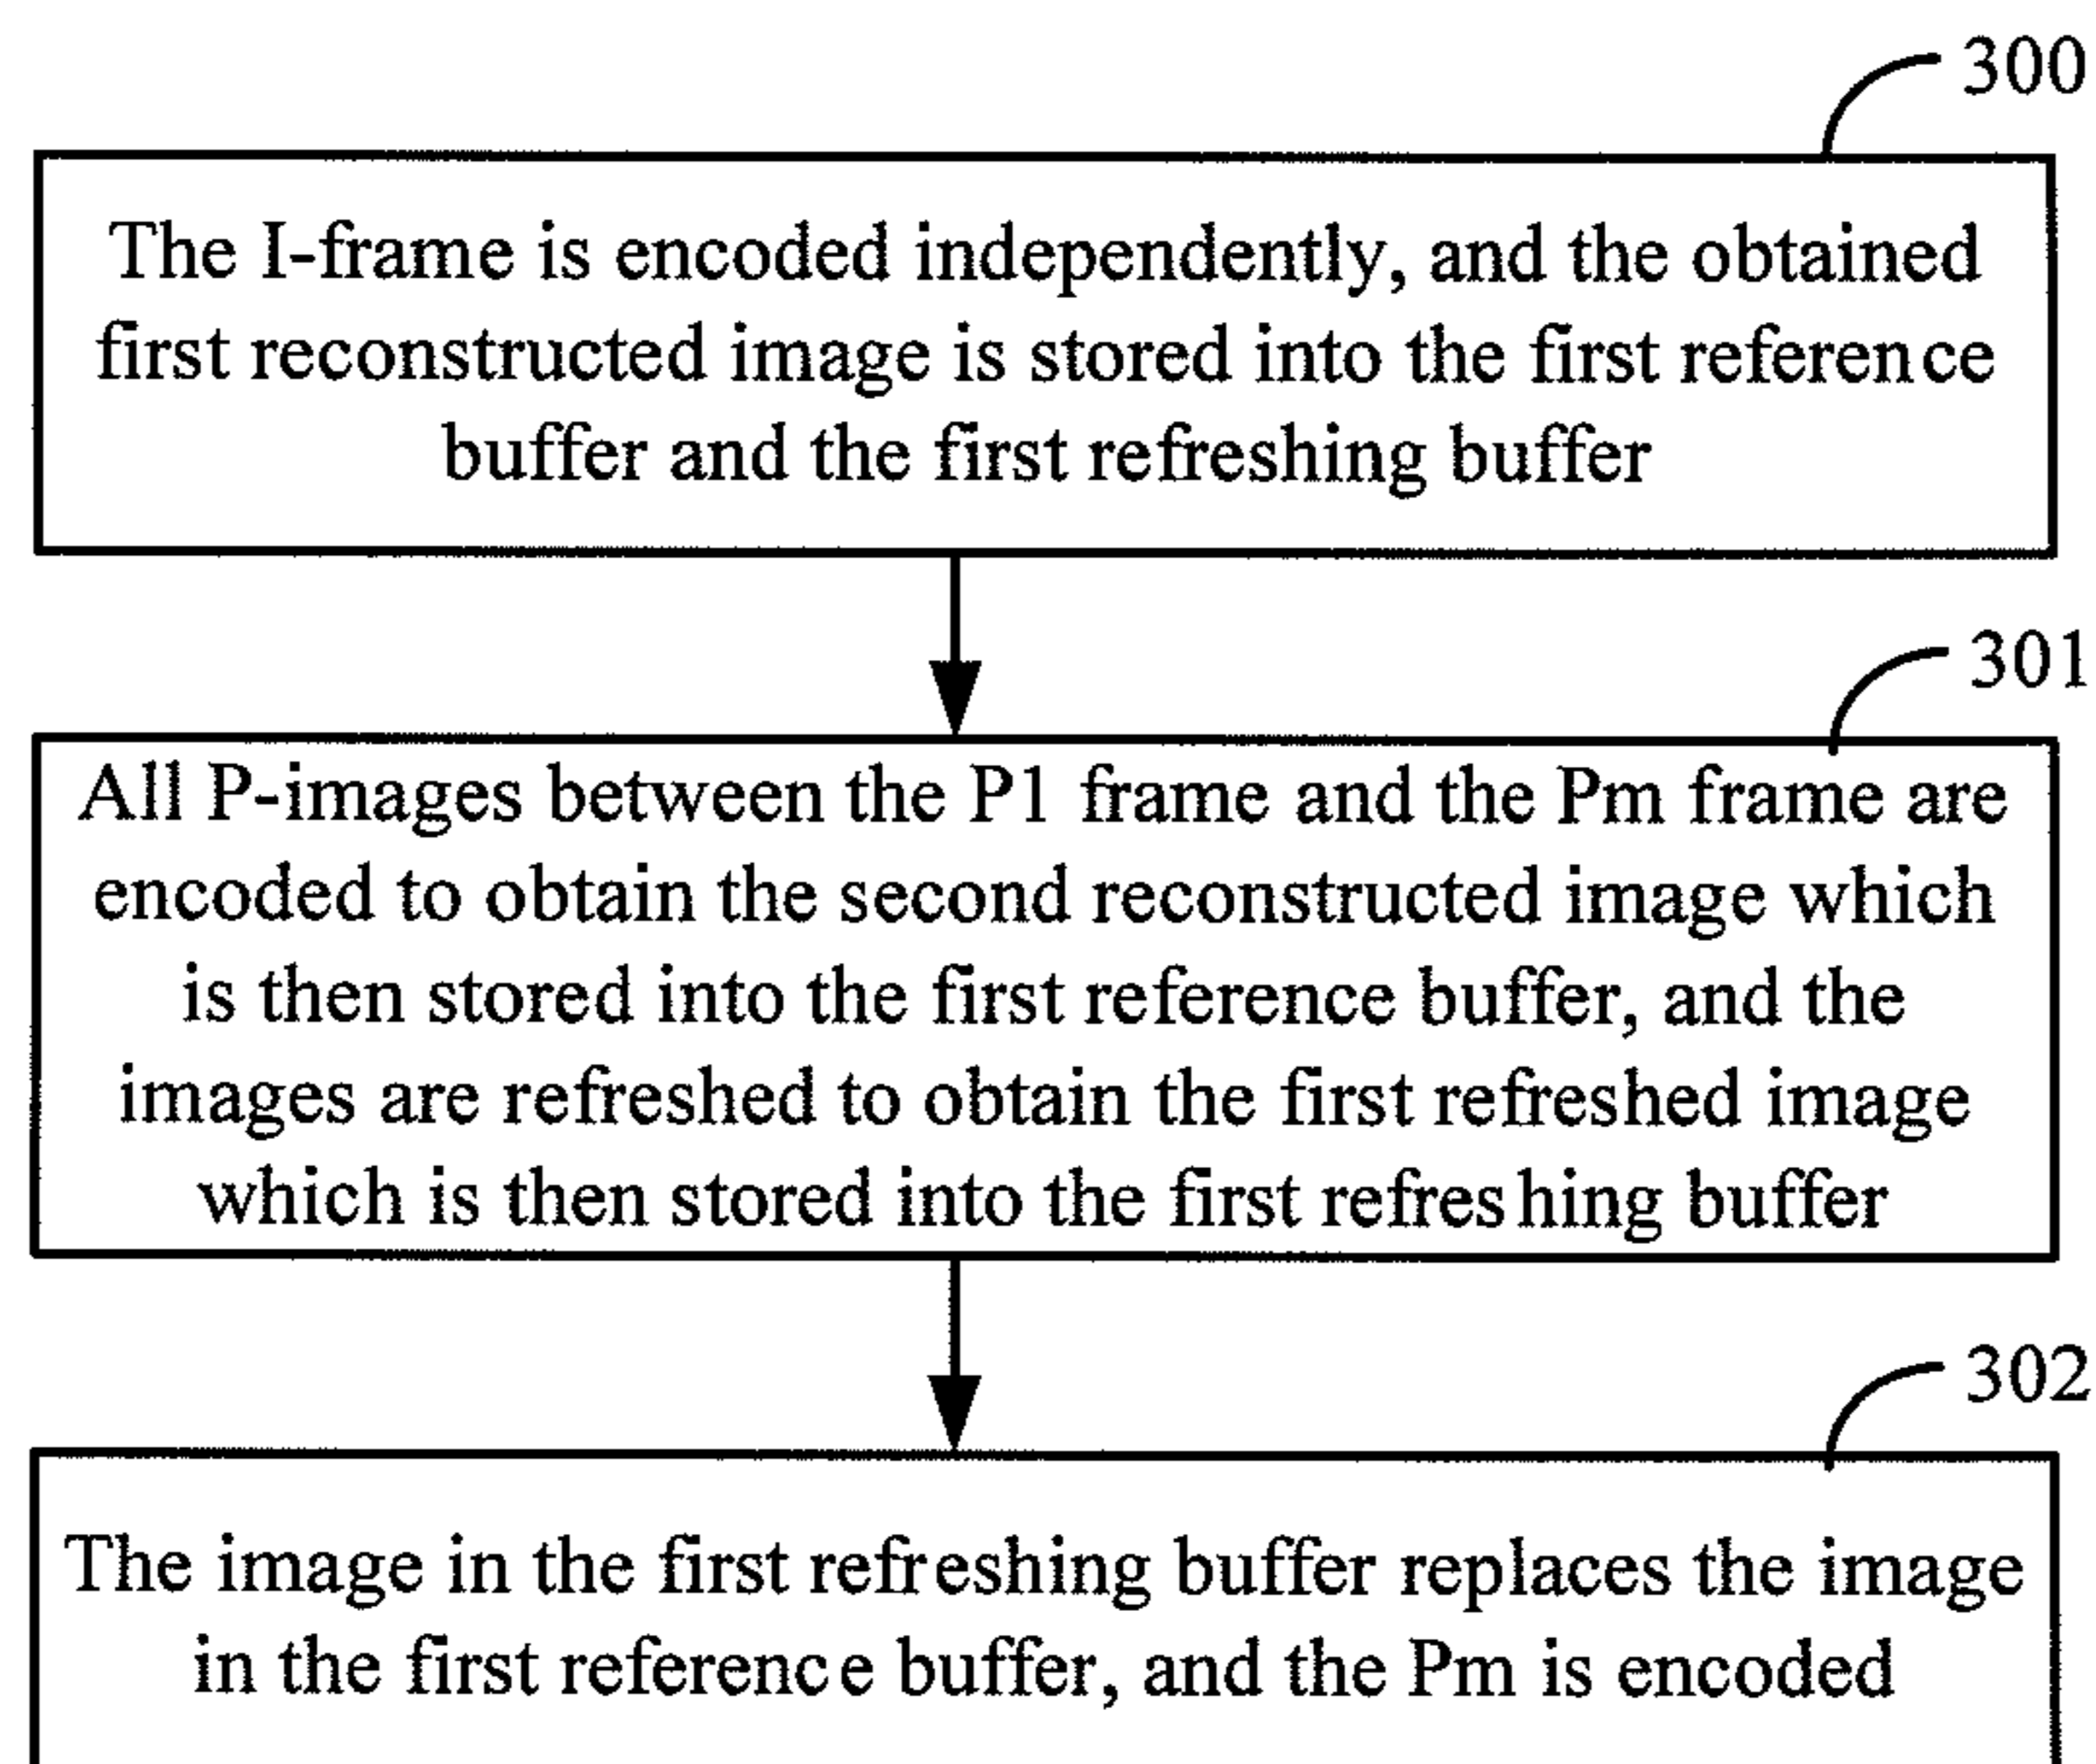 300
The I-frame is encoded independently, and the obtained
first reconstructed image is stored into the first reference
buffer and the first refreshing buffer
301
All P-images between the P1 frame and the Pm frame are
encoded to obtain the second reconstructed image which
is then stored into the first reference buffer, and the
images are refreshed to obtain the first refreshed image
which is then stored into the first refreshing buffer
302
The image in the first refreshing buffer replaces the image
in the first reference buffer, and the Pm is encoded